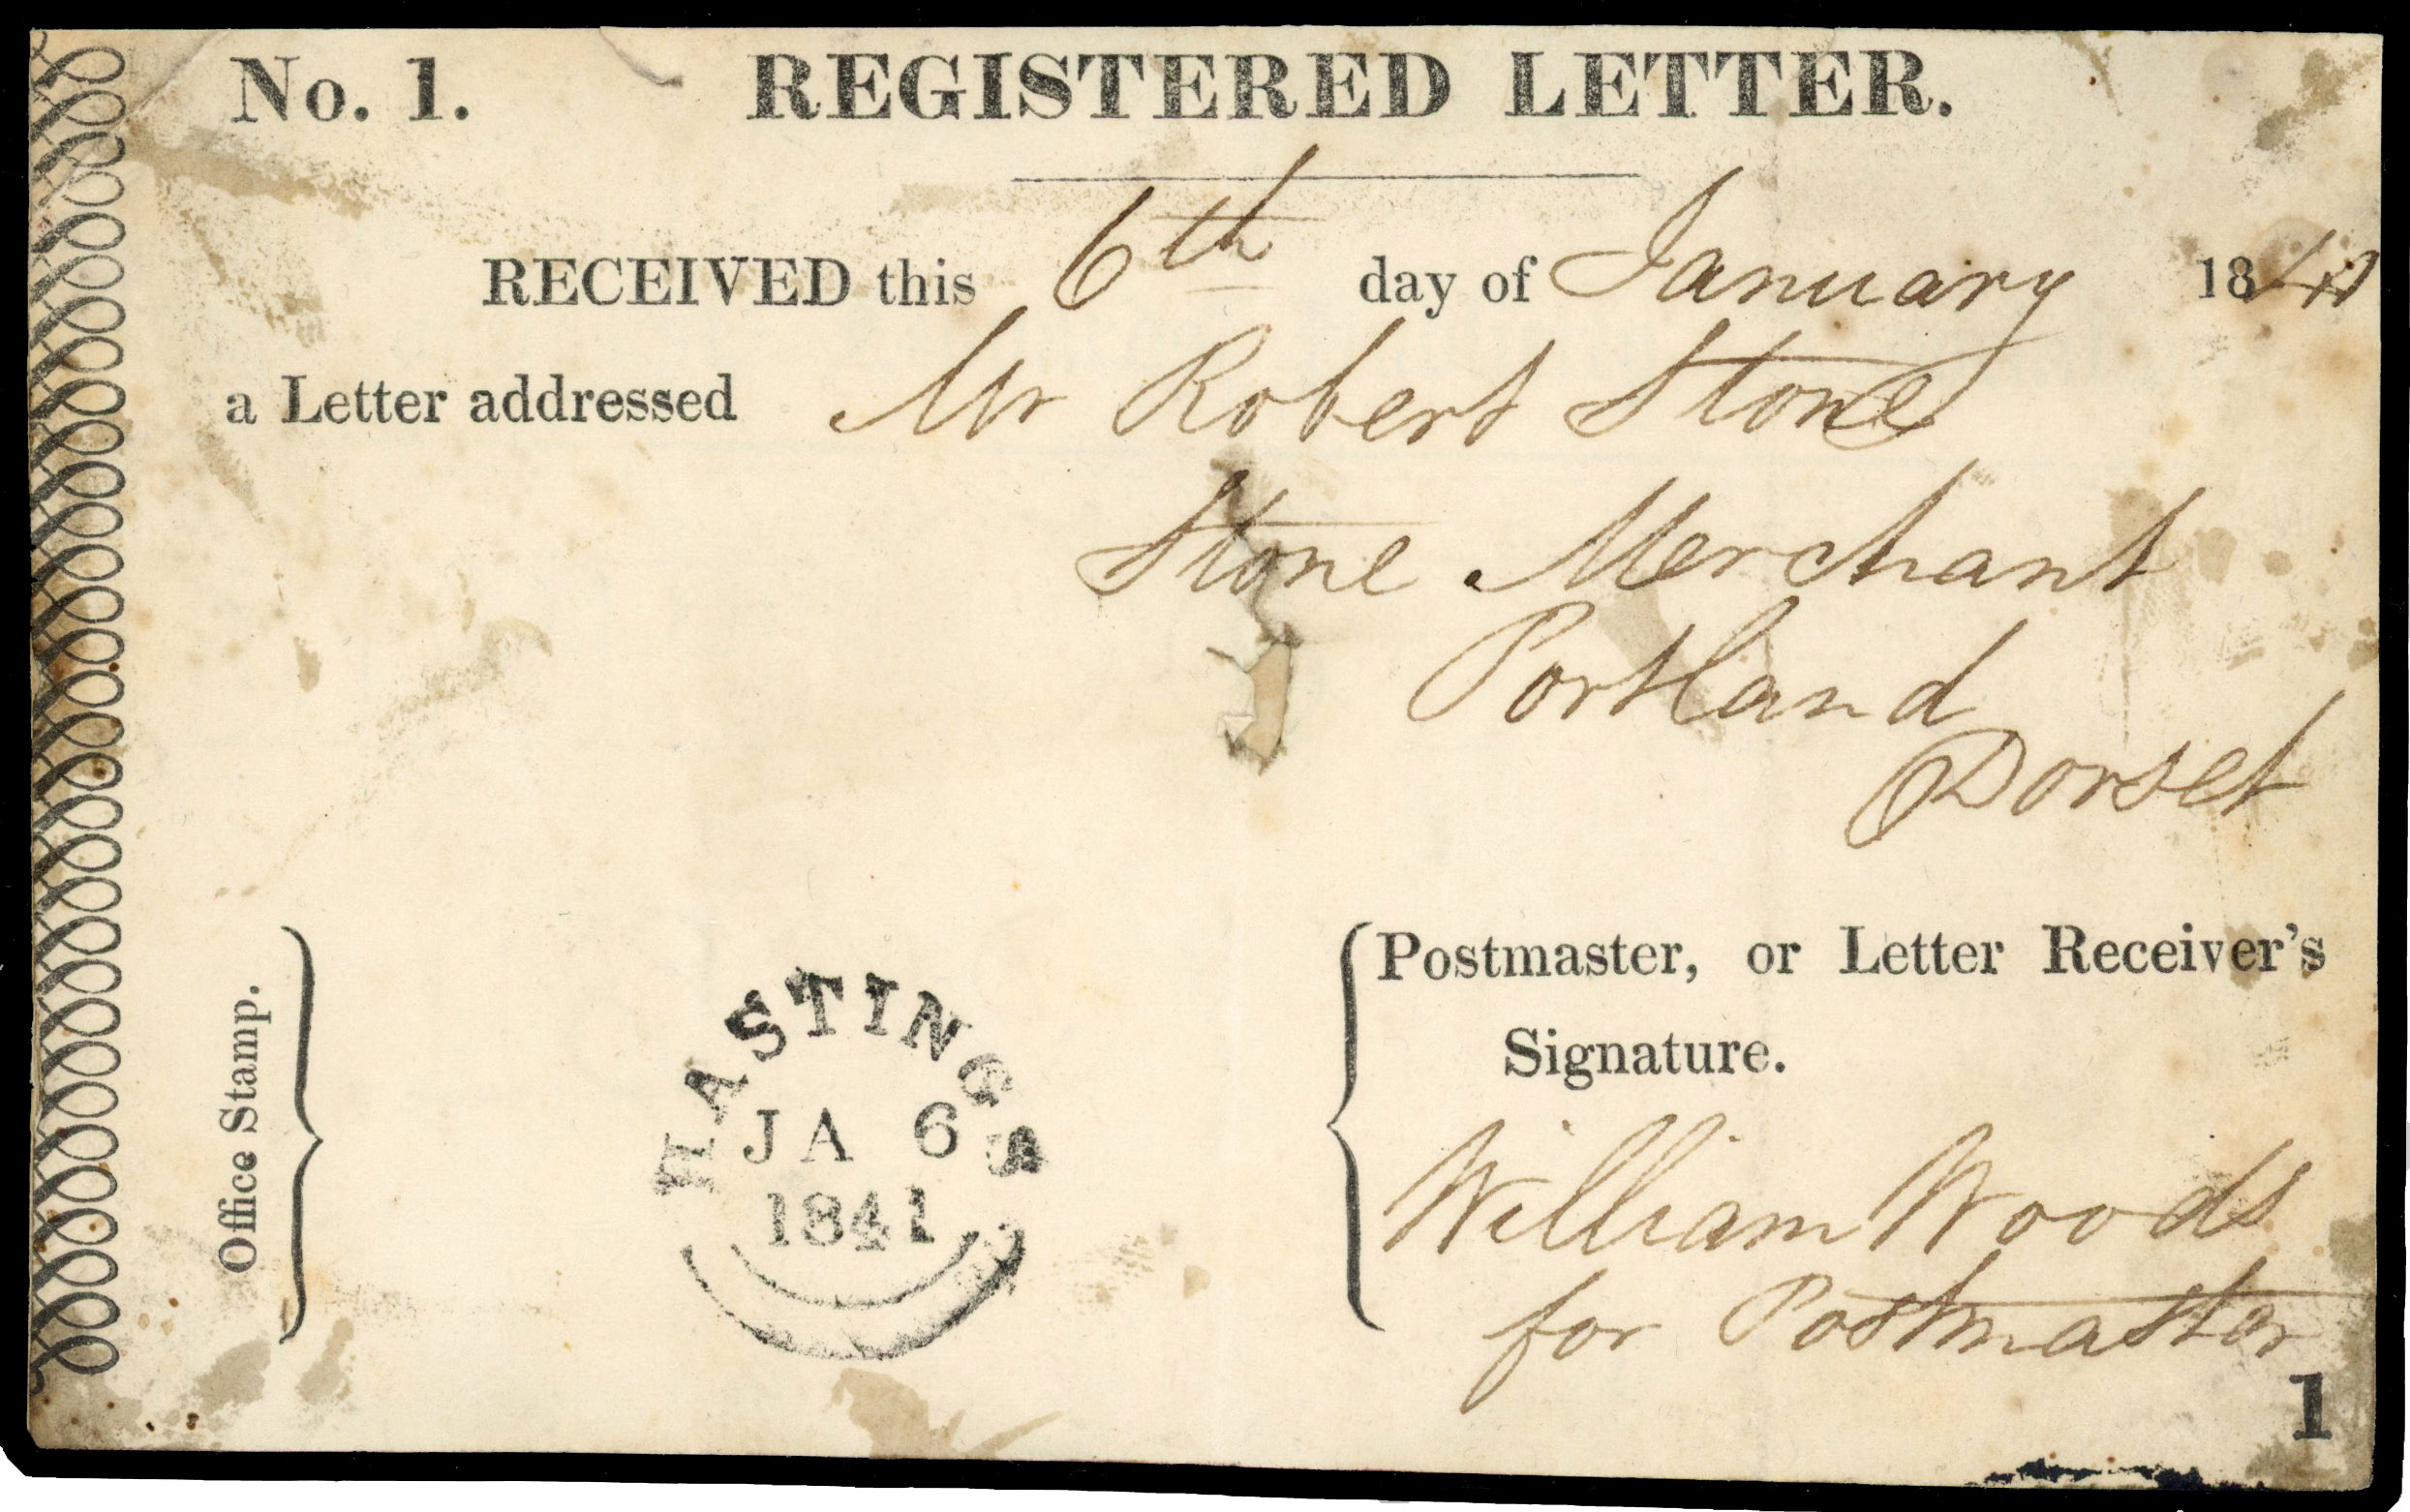 No. 1. REGISTERED LETTER.
RECEIVED this 6th day of January
a Letter addressed Mr Robert Stone
Stone Merchant
Portland
Dorset
Office Stamp.
HASTINGS
JA 6
1841
Postmaster, or Letter Receiver's
Signature.
William Woods
for Postmaster
1